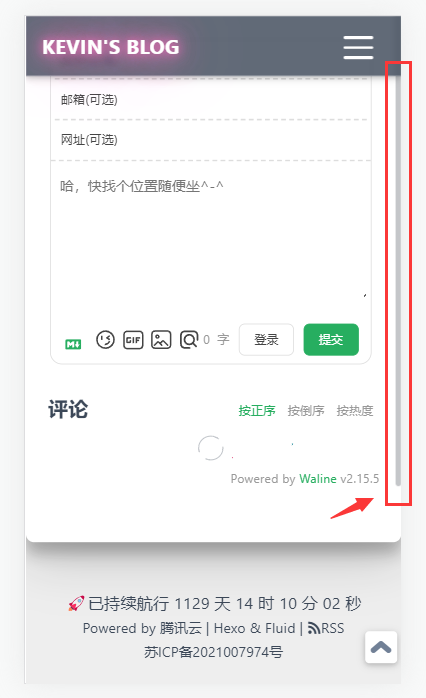 KEVIN'S BLOG
邮箱(可选)
网址(可选)
哈，快找个位置随便坐^-^
M↓ GIF 0 字 登录 提交
评论 按正序 按倒序 按热度
Powered by Waline v2.15.5
🚀已持续航行 1129 天 14 时 10 分 02 秒
Powered by 腾讯云 | Hexo & Fluid | RSS
苏ICP备2021007974号